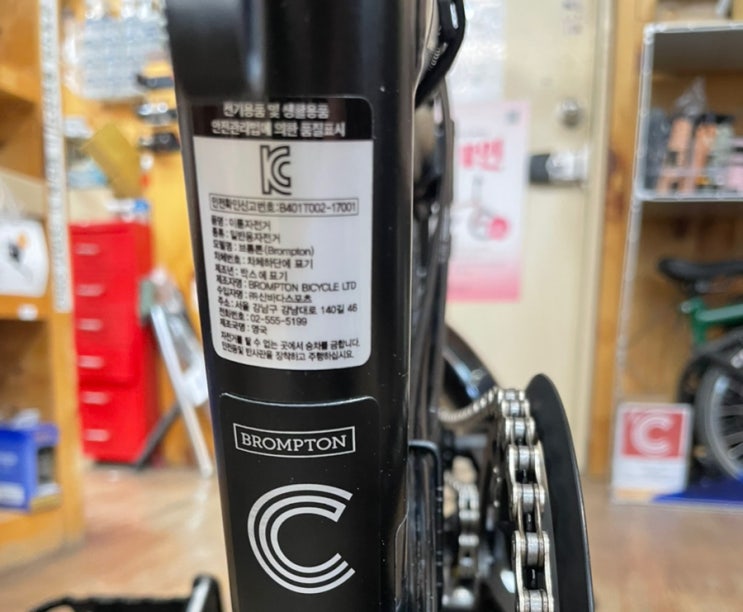 전기용품 및 생활용품
안전관리법에 의한 품질표시
KC
안전확인신고번호:B401T002-17001
품명 : 이륜자전거
종류 : 일반용자전거
모델명 : 브롬톤(Brompton)
차체번호 : 차체하단에 표기
제조년 : 박스에 표기
제조자명 : BROMPTON BICYCLE LTD
수입자명 : ㈜신바다스포츠
주소 : 서울 강남구 강남대로 140길 46
전화번호 : 02-555-5199
제조국명 : 영국
자전거를 탈 수 없는 곳에서 승차를 금합니다.
안전등및 반사판을 장착하고 주행하십시요.
BROMPTON
C
C